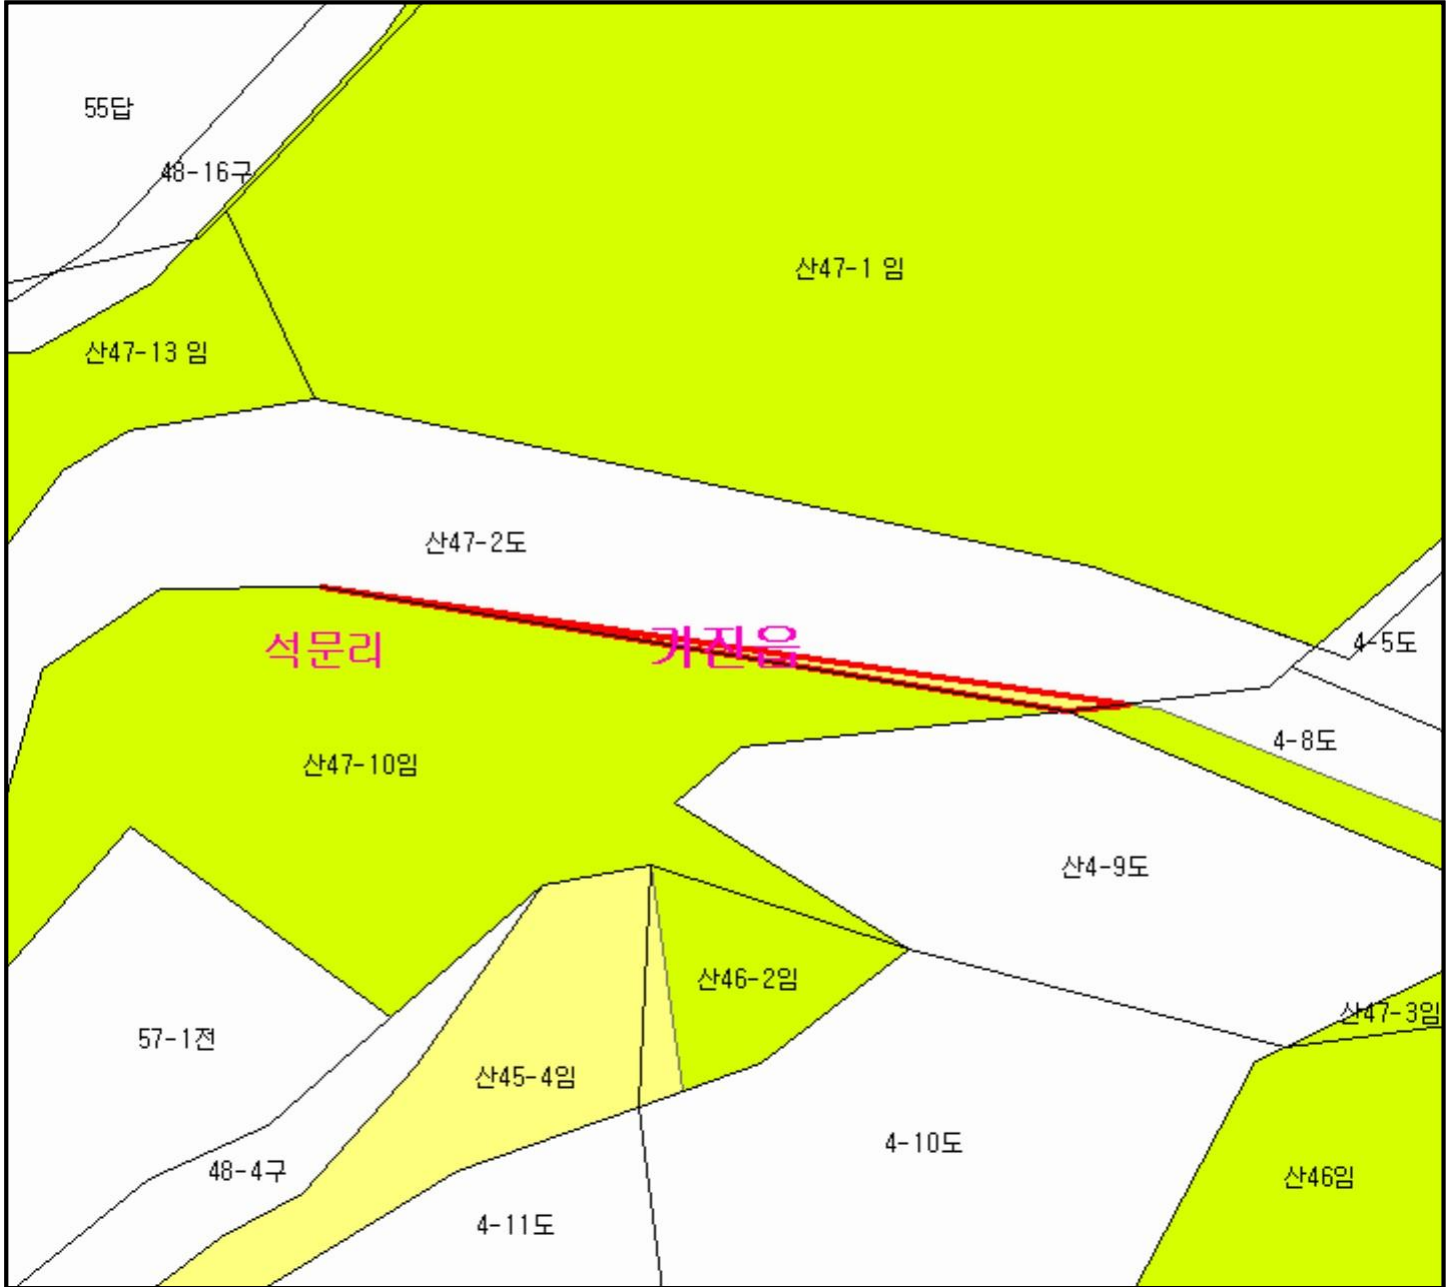 55답
48-16구
산47-1 임
산47-13 임
산47-2도
4-5도
석문리
가진읍
4-8도
산47-10임
산4-9도
산46-2임
산47-3임
57-1전
산45-4임
4-10도
48-4구
산46임
4-11도